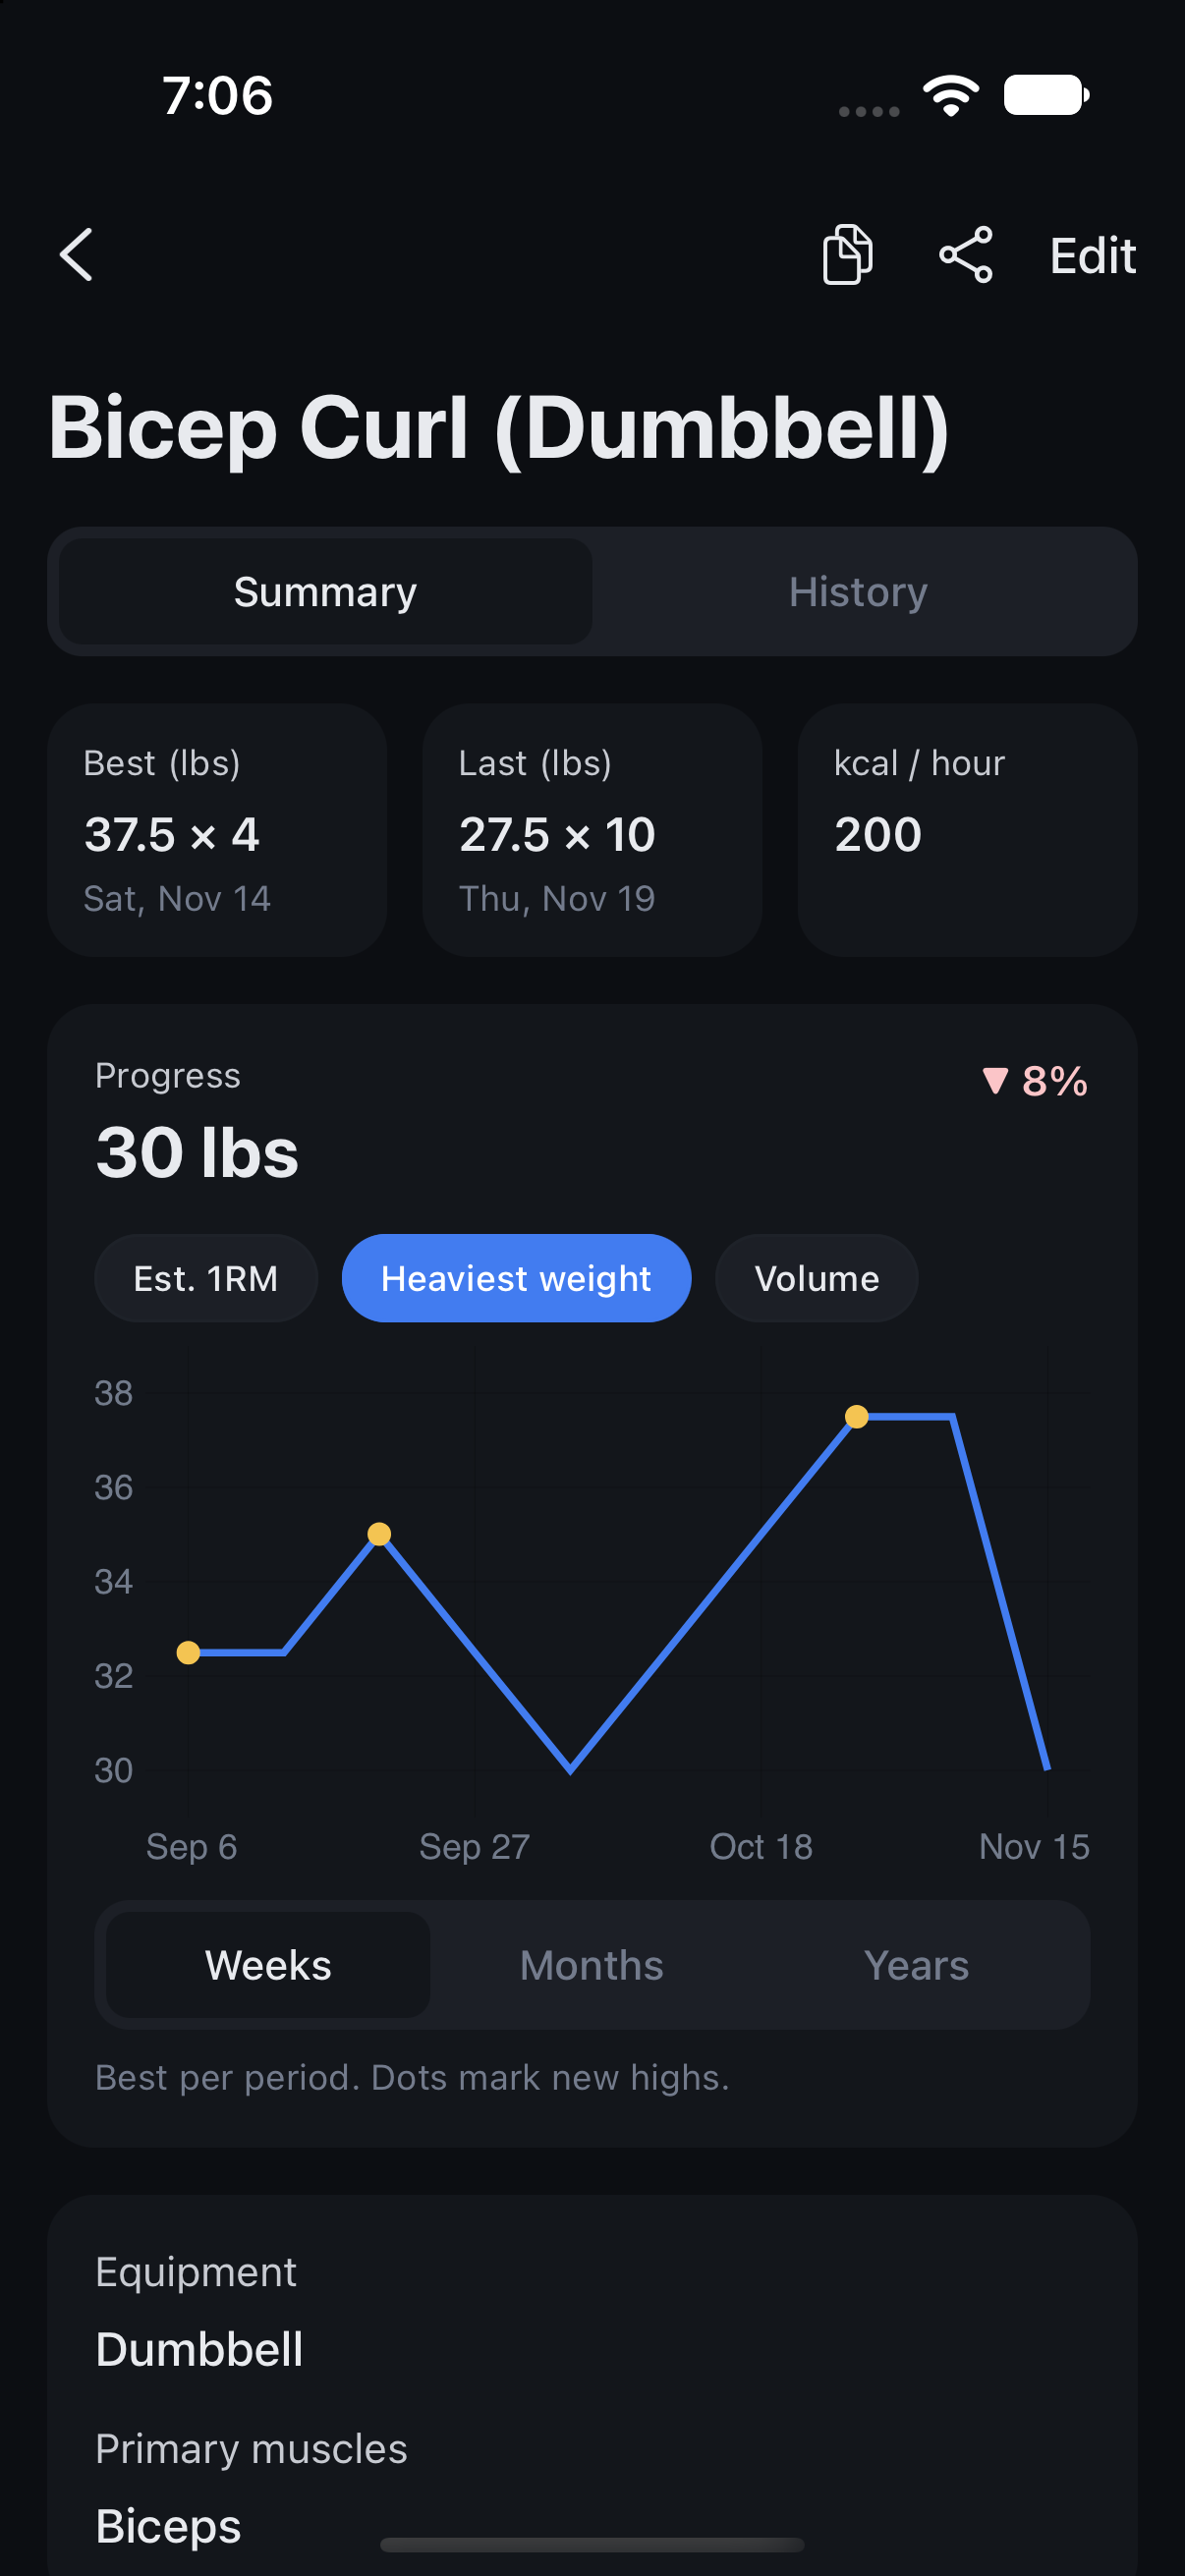 7:06
Edit
Bicep Curl (Dumbbell)
Summary
History
Best (lbs)
37.5 × 4
Sat, Nov 14
Last (lbs)
27.5 × 10
Thu, Nov 19
kcal / hour
200
Progress
▼ 8%
30 lbs
Est. 1RM
Heaviest weight
Volume
38
36
34
32
30
Sep 6
Sep 27
Oct 18
Nov 15
Weeks
Months
Years
Best per period. Dots mark new highs.
Equipment
Dumbbell
Primary muscles
Biceps